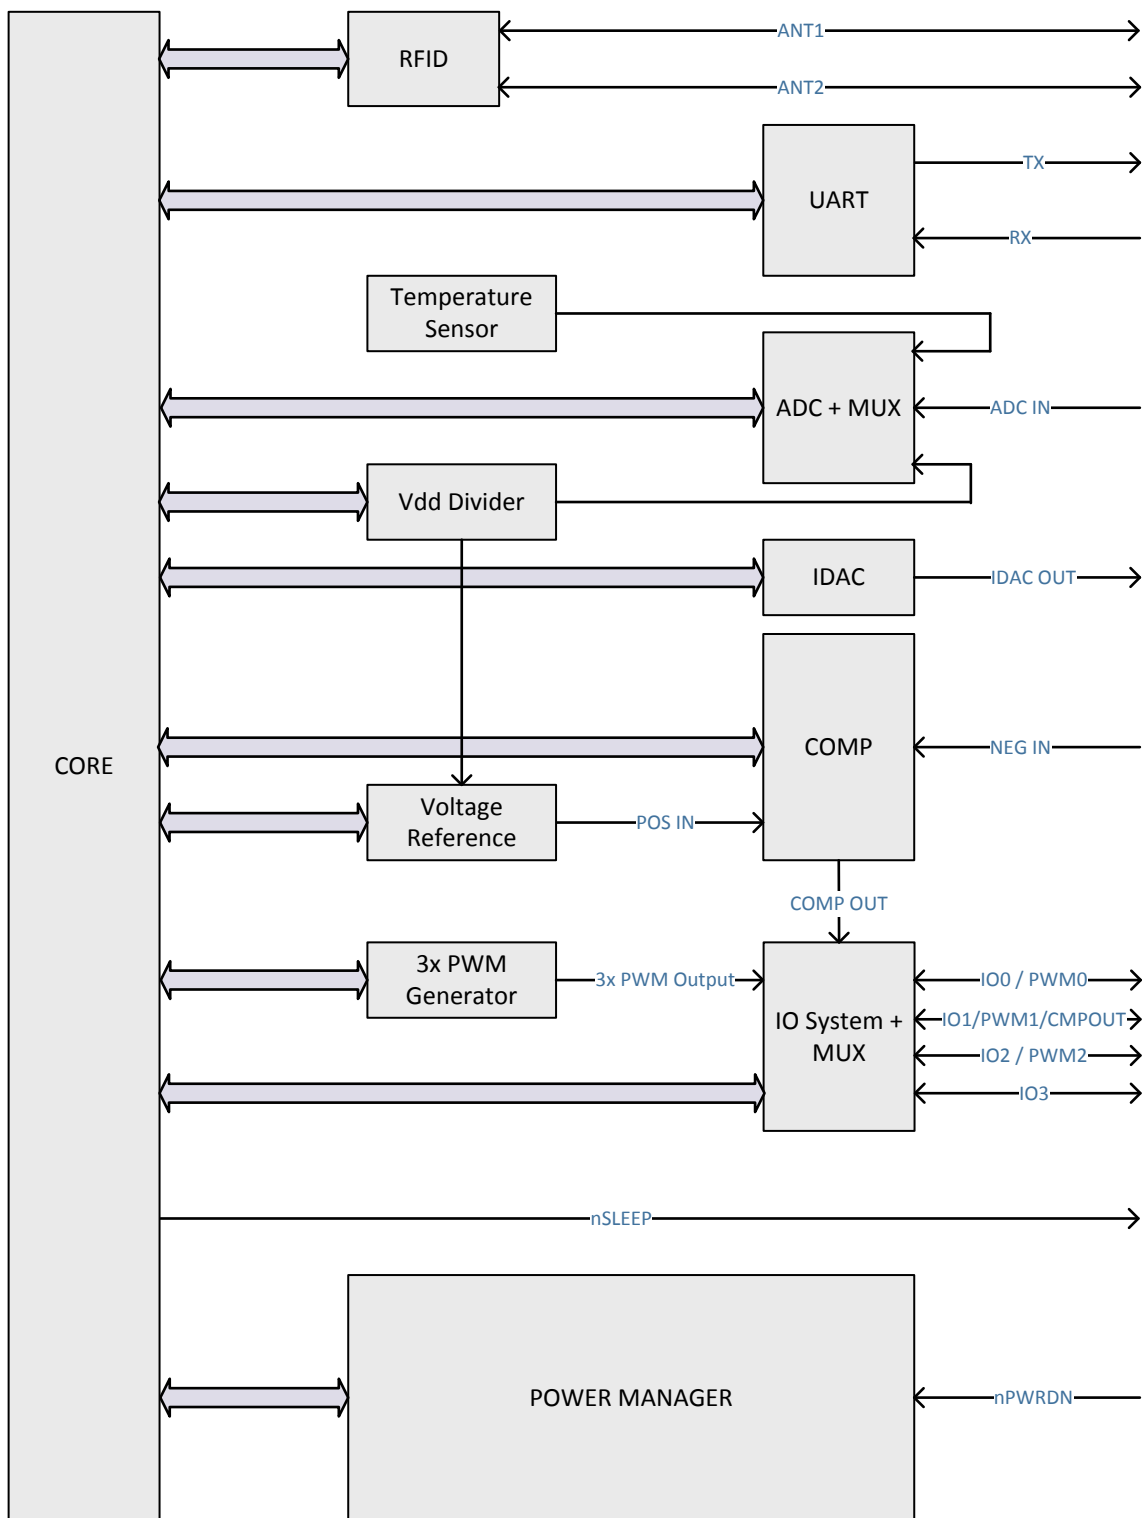 ANT1
RFID
ANT2
TX
UART
RX
Temperature
Sensor
ADC + MUX
ADC IN
Vdd Divider
IDAC
IDAC OUT
COMP
NEG IN
CORE
Voltage
Reference
POS IN
COMP OUT
3x PWM
Generator
3x PWM Output
IO System +
MUX
IO0 / PWM0
IO1/PWM1/CMPOUT
IO2 / PWM2
IO3
nSLEEP
POWER MANAGER
nPWRDN